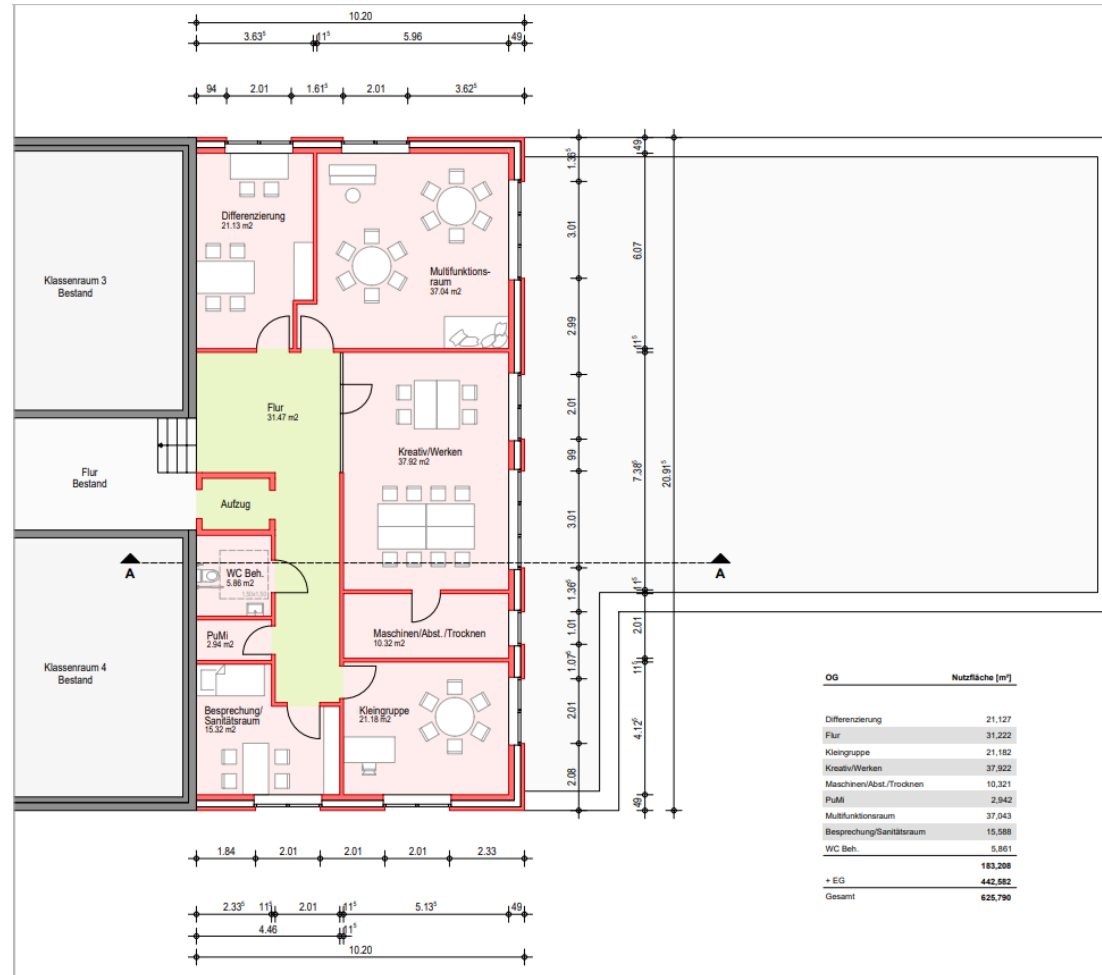 10.20
3.63⁵
11⁵
5.96
49
94
2.01
1.61⁵
2.01
3.62⁵
Differenzierung
21.13 m2
Multifunktions-
raum
37.04 m2
Klassenraum 3
Bestand
Flur
31.47 m2
Kreativ/Werken
37.92 m2
Flur
Bestand
Aufzug
A
A
WC Beh.
5.86 m2
1.50x1.50
PuMi
2.94 m2
Maschinen/Abst./Trocknen
10.32 m2
Klassenraum 4
Bestand
Besprechung/
Sanitätsraum
15.32 m2
Kleingruppe
21.18 m2
1.36⁵
3.01
2.99
2.01
99
3.01
1.36⁵
1.01
1.07⁵
2.01
2.08
49
6.07
11⁵
7.38⁵
11⁵
2.01
11⁵
4.12⁵
49
20.91⁵
1.84
2.01
2.01
2.01
2.33
2.33⁵
11⁵
2.01
11⁵
5.13⁵
49
4.46
11⁵
10.20
OG Nutzfläche [m²]
Differenzierung 21,127
Flur 31,222
Kleingruppe 21,182
Kreativ/Werken 37,922
Maschinen/Abst./Trocknen 10,321
PuMi 2,942
Multifunktionsraum 37,043
Besprechung/Sanitätsraum 15,588
WC Beh. 5,861
183,208
+ EG 442,582
Gesamt 625,790